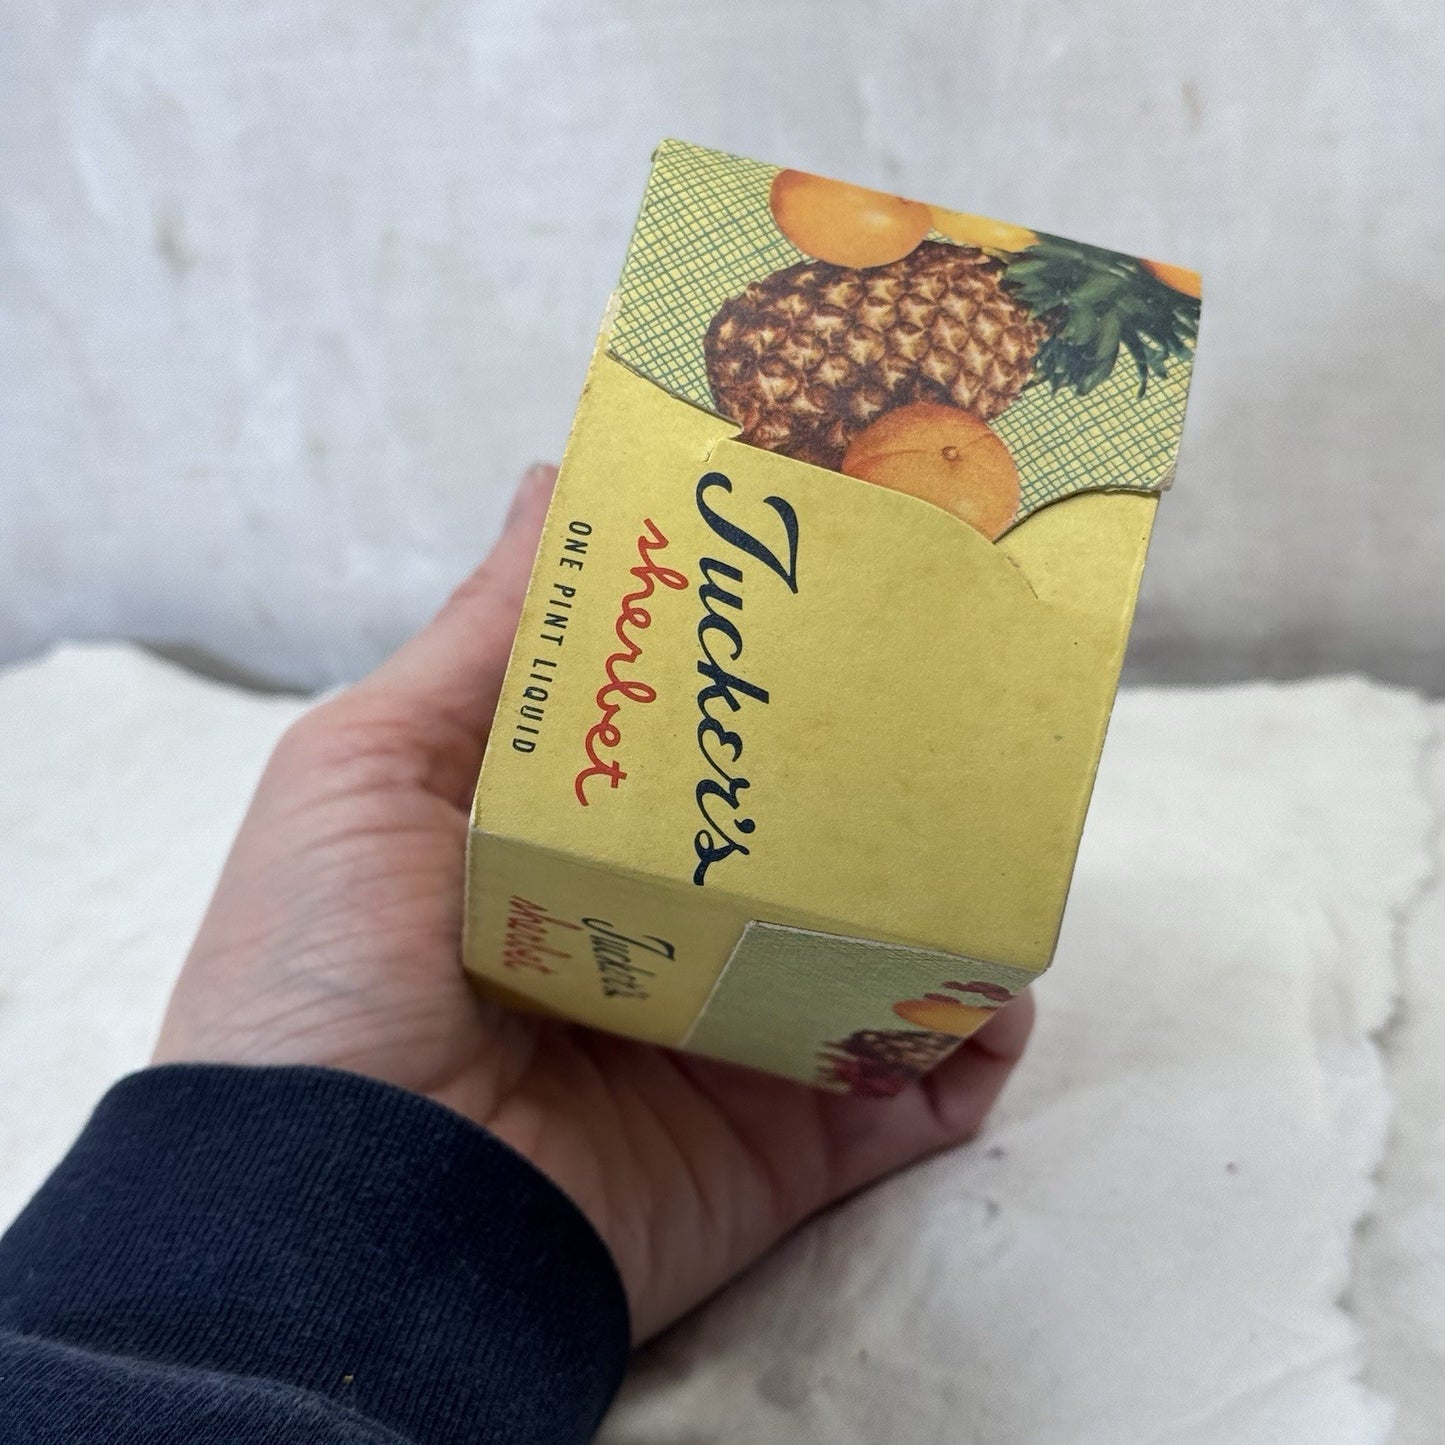 Tucker's
sherbet
ONE PINT LIQUID
Tucker's
sherbet